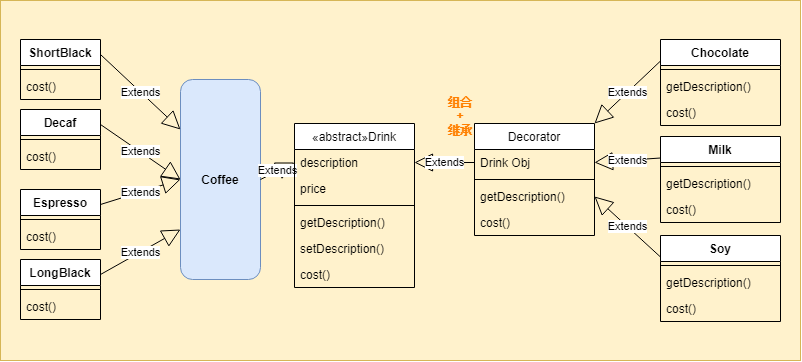 ShortBlack
cost()
Extends
Decaf
cost()
Extends
Espresso
cost()
Extends
LongBlack
cost()
Extends
Coffee
Extends
«abstract»Drink
description
price
getDescription()
setDescription()
cost()
组合
+
继承
Extends
Decorator
Drink Obj
getDescription()
cost()
Extends
Chocolate
getDescription()
cost()
Extends
Milk
getDescription()
cost()
Extends
Soy
getDescription()
cost()